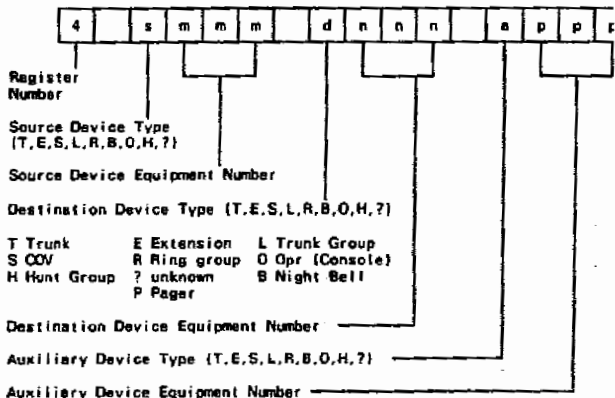 4 s m m m d n n n a p p p
Register
Number
Source Device Type
(T,E,S,L,R,B,O,H,?)
Source Device Equipment Number
Destination Device Type (T,E,S,L,R,B,O,H,?)
T Trunk E Extension L Trunk Group
S COV R Ring group O Opr (Console)
H Hunt Group ? unknown B Night Bell
P Pager
Destination Device Equipment Number
Auxiliary Device Type (T,E,S,L,R,B,O,H,?)
Auxiliary Device Equipment Number